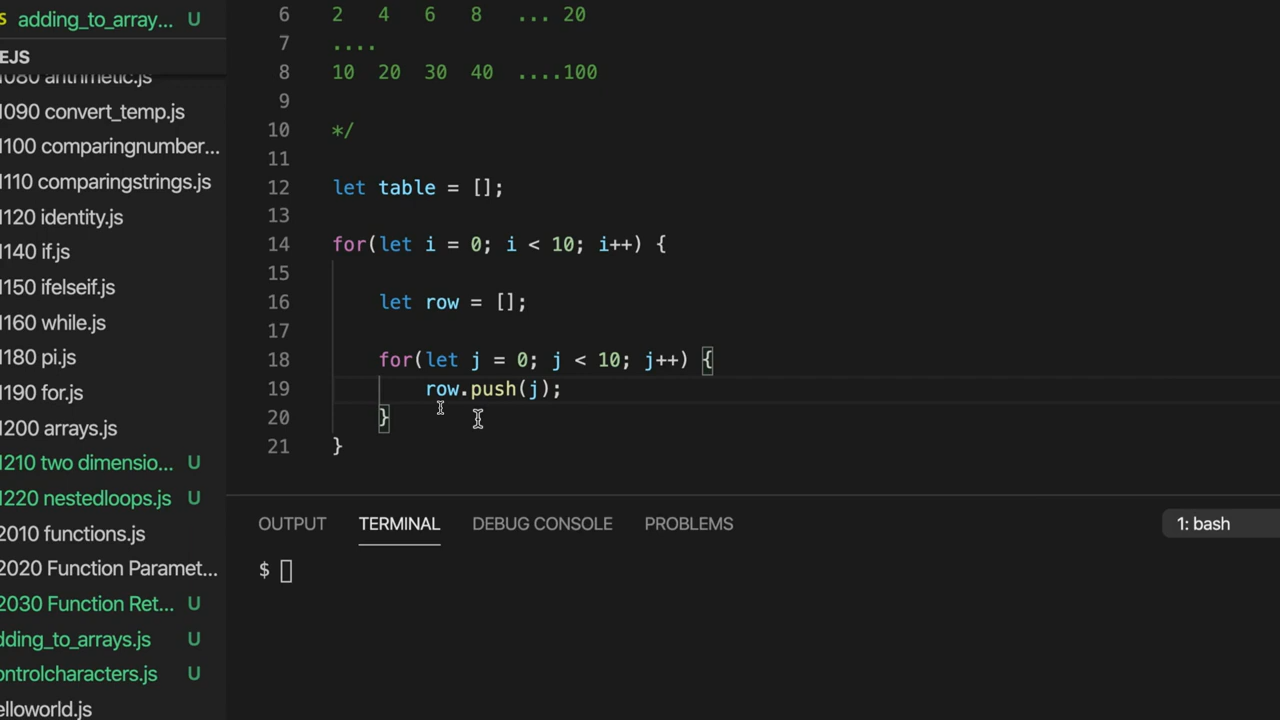 adding_to_array... U
EJS
1080 arithmetic.js
1090 convert_temp.js
1100 comparingnumber...
1110 comparingstrings.js
1120 identity.js
1140 if.js
1150 ifelseif.js
1160 while.js
1180 pi.js
1190 for.js
1200 arrays.js
1210 two dimensio... U
1220 nestedloops.js U
2010 functions.js
2020 Function Paramet...
2030 Function Ret... U
dding_to_arrays.js U
ontrolcharacters.js U
elloworld.js
6 2 4 6 8 ... 20
7 ....
8 10 20 30 40 ....100
9
10 */
11
12 let table = [];
13
14 for(let i = 0; i < 10; i++) {
15
16 let row = [];
17
18 for(let j = 0; j < 10; j++) {
19 row.push(j);
20 }
21 }
OUTPUT TERMINAL DEBUG CONSOLE PROBLEMS 1: bash
$